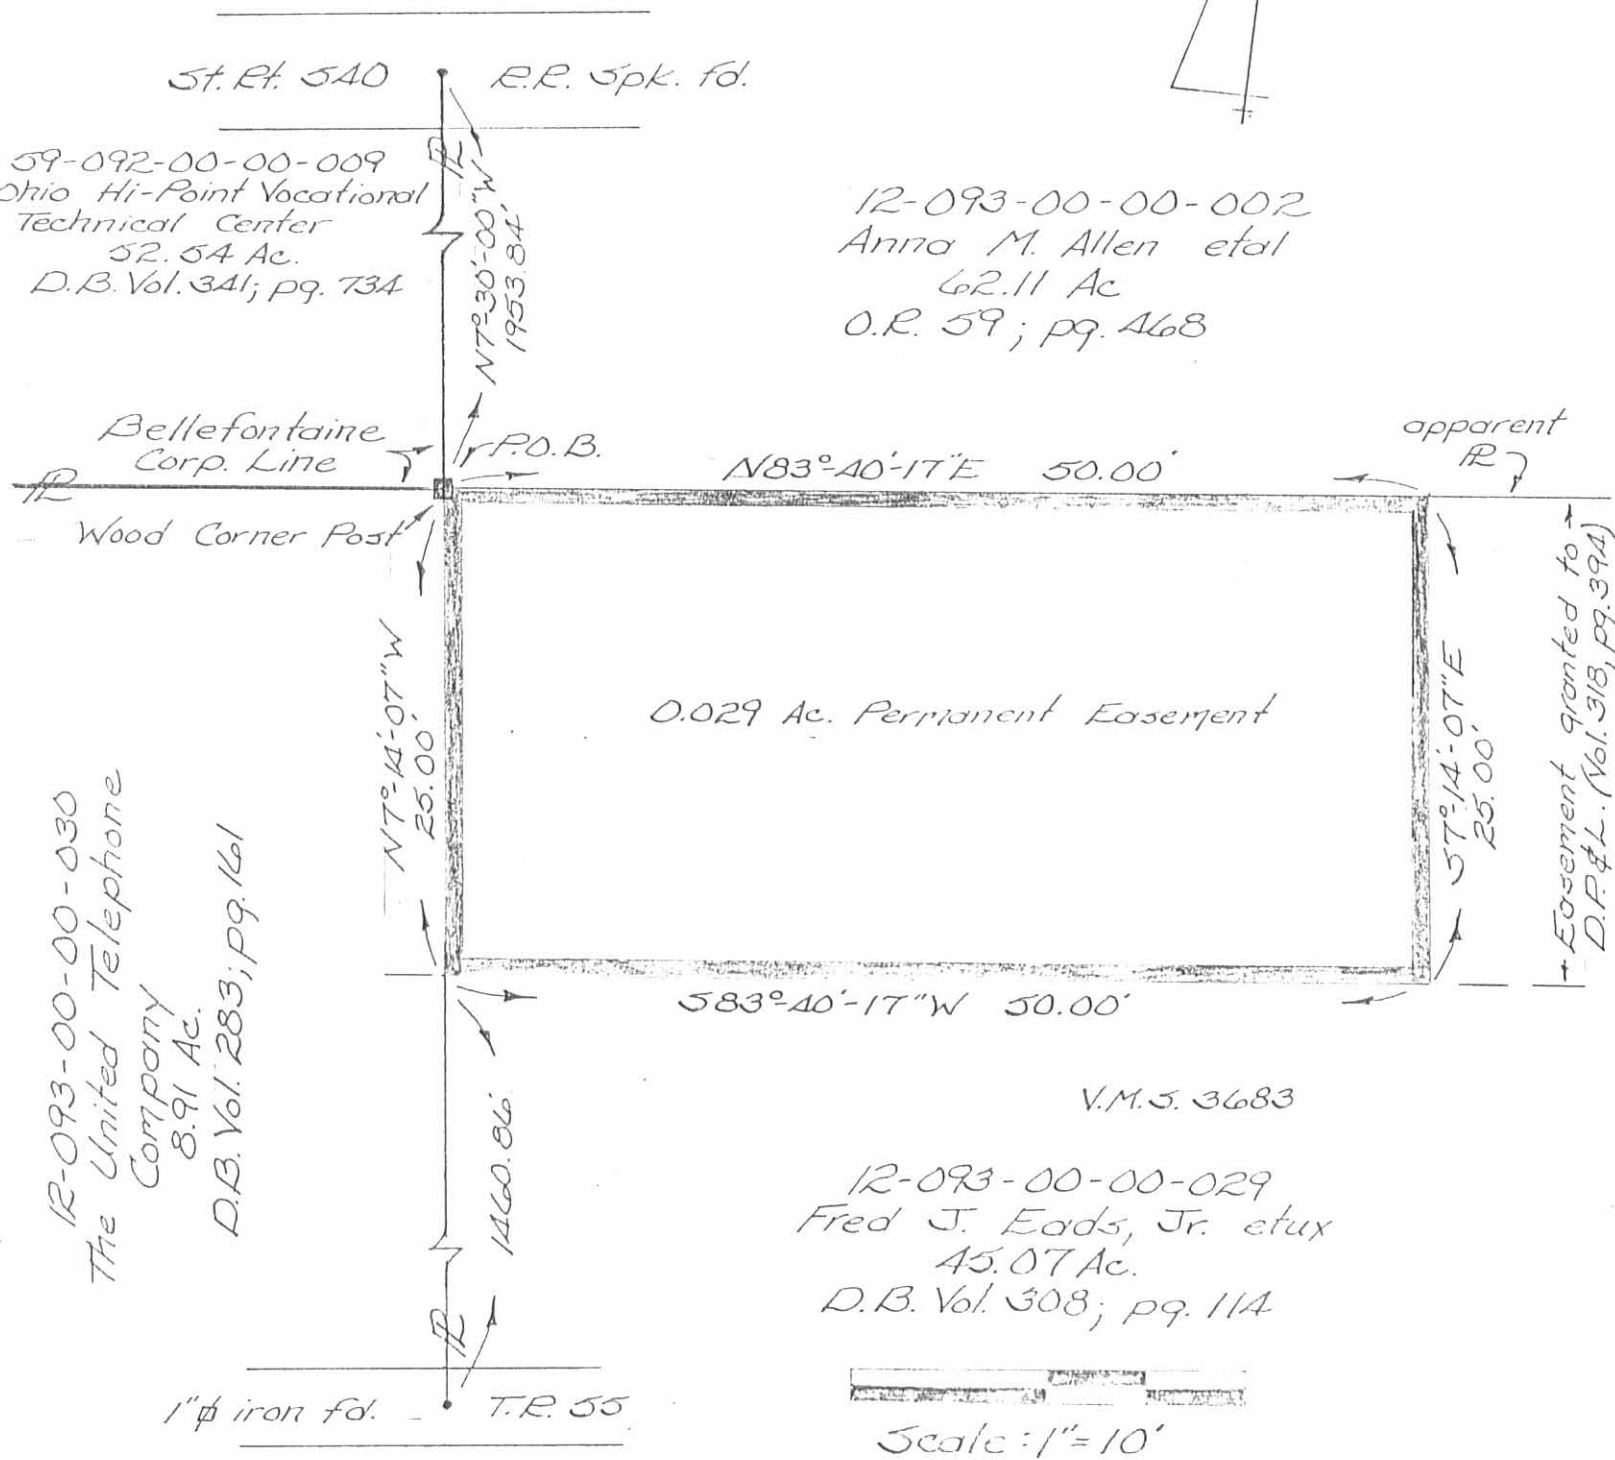 St. Rt. 540
R.R. Spk. fd.
59-092-00-00-009
Ohio Hi-Point Vocational
Technical Center
52.54 Ac.
D.B. Vol. 341; pg. 734
N7°-30'-00"W
1953.84'
12-093-00-00-002
Anna M. Allen etal
62.11 Ac
O.R. 59; pg. 468
Bellefontaine
Corp. Line
P.O.B.
N83°-40'-17"E 50.00'
apparent
PL
PL
PL
Wood Corner Post
N7°-14'-07"W
25.00'
0.029 Ac. Permanent Easement
S7°-14'-07"E
25.00'
Easement granted to
D.P.&L. (Vol. 318, pg. 394)
S83°-40'-17"W 50.00'
12-093-00-00-030
The United Telephone
Company
8.91 Ac.
D.B. Vol. 283; pg. 161
1460.86'
V.M.S. 3683
12-093-00-00-029
Fred J. Eads, Jr. etux
45.07 Ac.
D.B. Vol. 308; pg. 114
PL
1"ϕ iron fd.
T.R. 55
Scale: 1"=10'